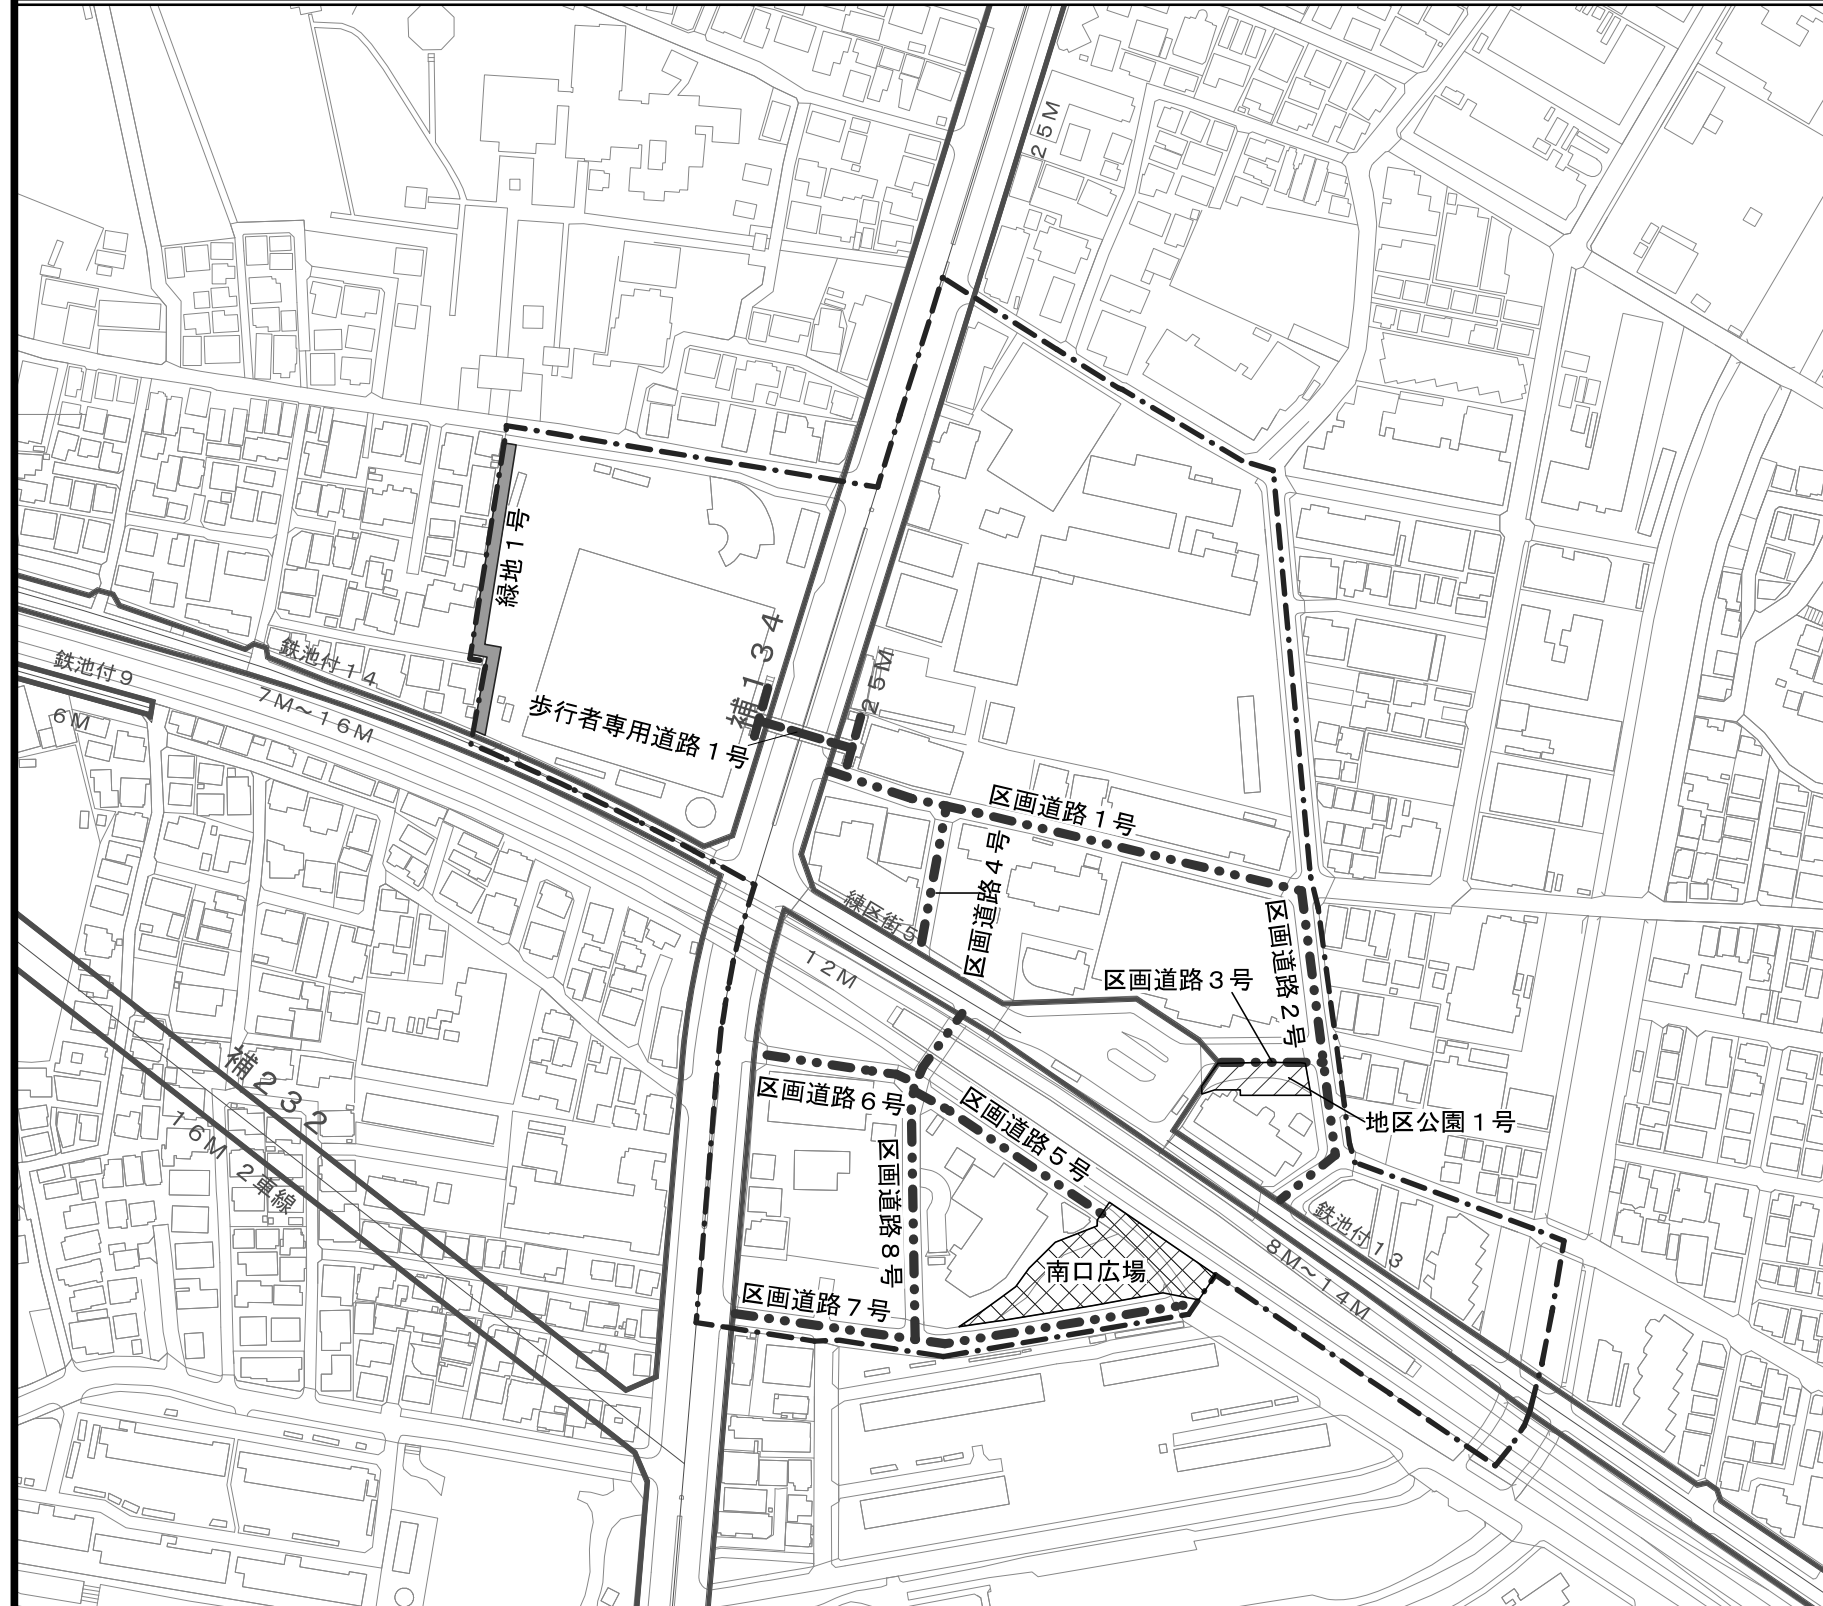 25M
緑地1号
補134
鉄池付14
鉄池付9
7M～16M
6M
25M
歩行者専用道路1号
区画道路1号
区画道路4号
練区街5
区画道路2号
12M
区画道路3号
補232
16M 2車線
区画道路6号
区画道路5号
地区公園1号
区画道路8号
鉄池付13
8M～14M
南口広場
区画道路7号